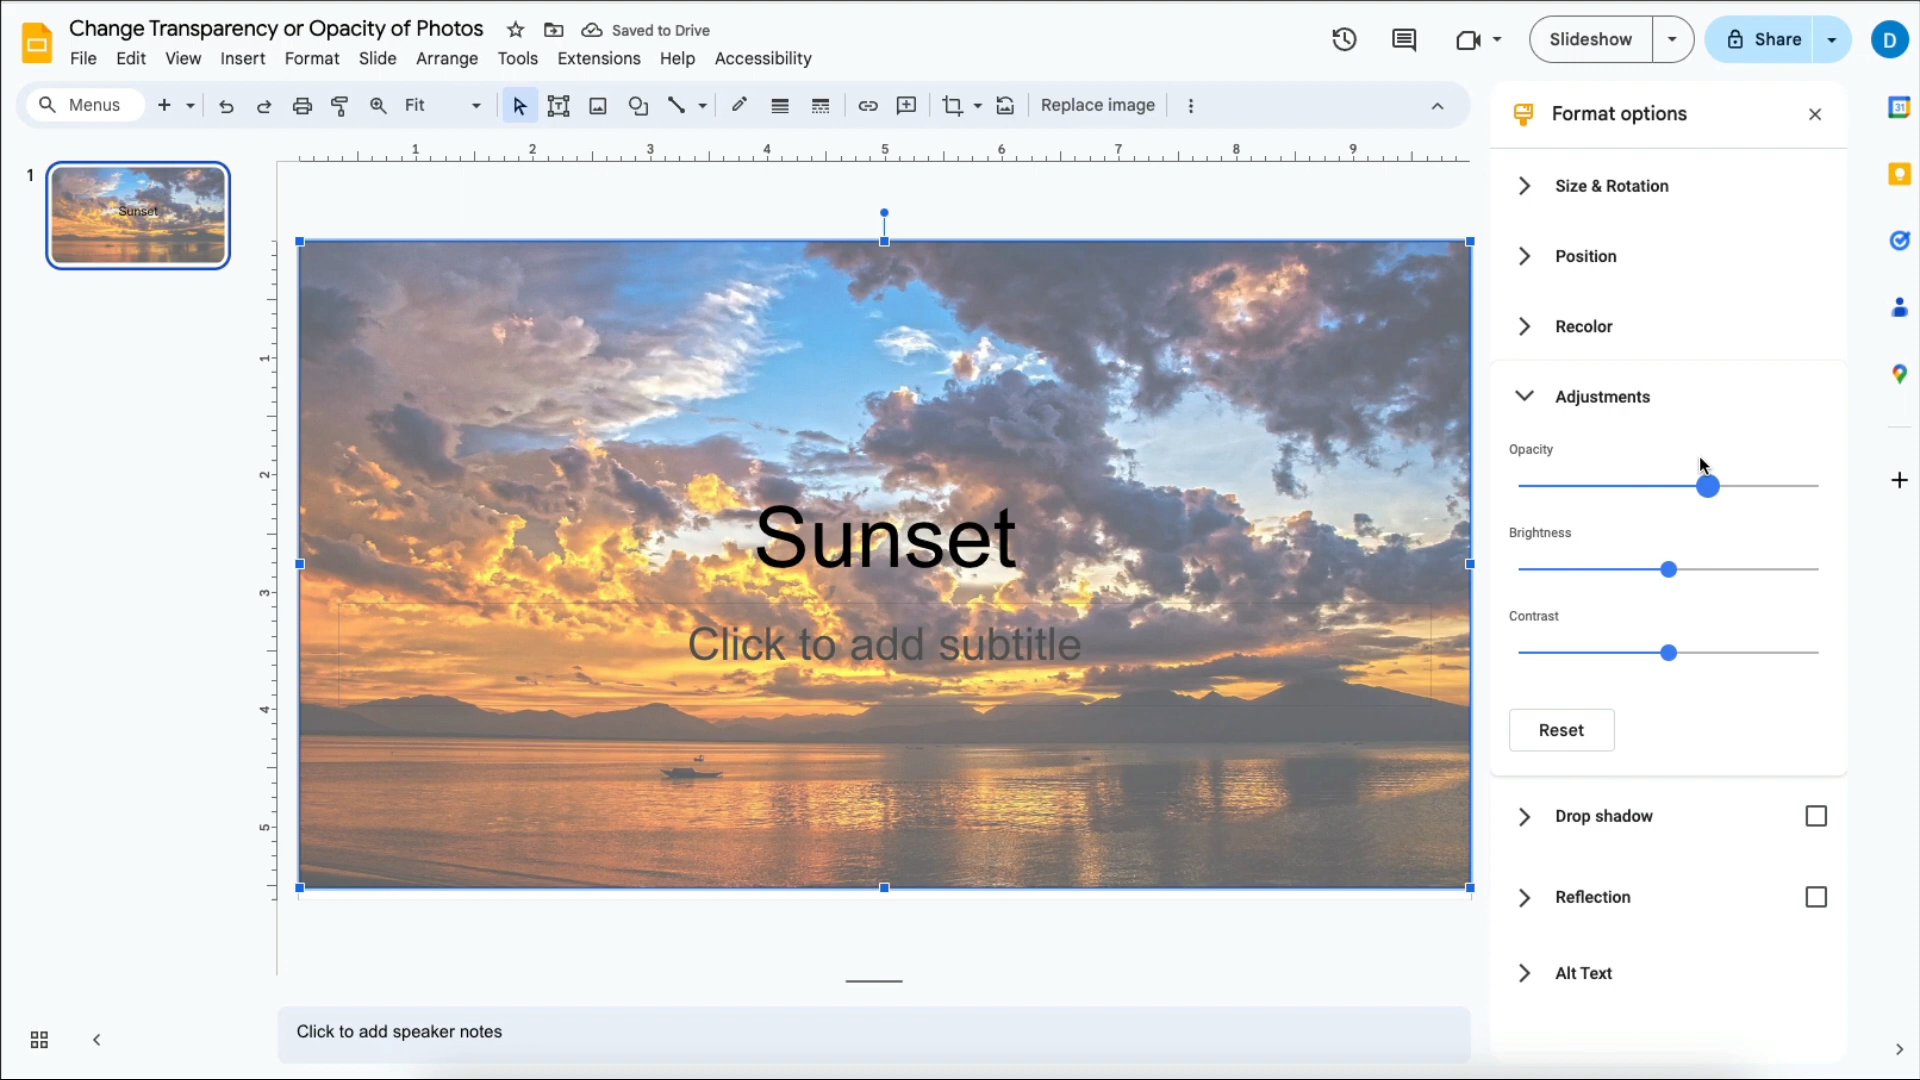 Change Transparency or Opacity of Photos Saved to Drive
File Edit View Insert Format Slide Tools Arrange Extensions Help Accessibility
Slideshow
Share
D
Menus
Fit
Replace image
1 2 3 4 5 6 7 8 9
1
Sunset
1
2
3
4
5
Sunset
Click to add subtitle
Click to add speaker notes
Format options
Size & Rotation
Position
Recolor
Adjustments
Opacity
Brightness
Contrast
Reset
Drop shadow
Reflection
Alt Text
31